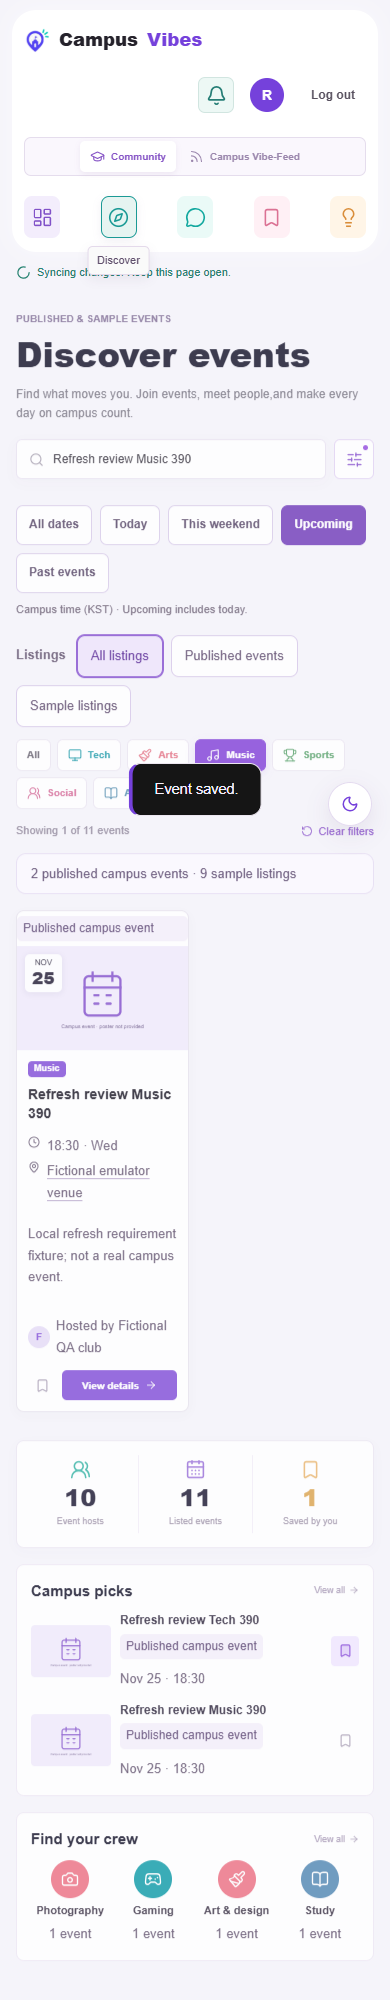 Campus Vibes
R
Log out
Community
Campus Vibe-Feed
Discover
Syncing changes. Keep this page open.
PUBLISHED & SAMPLE EVENTS
Discover events
Find what moves you. Join events, meet people,and make every
day on campus count.
Refresh review Music 390
All dates
Today
This weekend
Upcoming
Past events
Campus time (KST) · Upcoming includes today.
Listings
All listings
Published events
Sample listings
All
Tech
Arts
Music
Sports
Social
Event saved.
Showing 1 of 11 events
Clear filters
2 published campus events · 9 sample listings
Published campus event
NOV
25
Campus event · poster not provided
Music
Refresh review Music
390
18:30 · Wed
Fictional emulator
venue
Local refresh requirement
fixture; not a real campus
event.
F
Hosted by Fictional
QA club
View details
10
11
1
Event hosts
Listed events
Saved by you
Campus picks
View all
Refresh review Tech 390
Published campus event
Nov 25 · 18:30
Refresh review Music 390
Published campus event
Nov 25 · 18:30
Find your crew
View all
Photography
Gaming
Art & design
Study
1 event
1 event
1 event
1 event